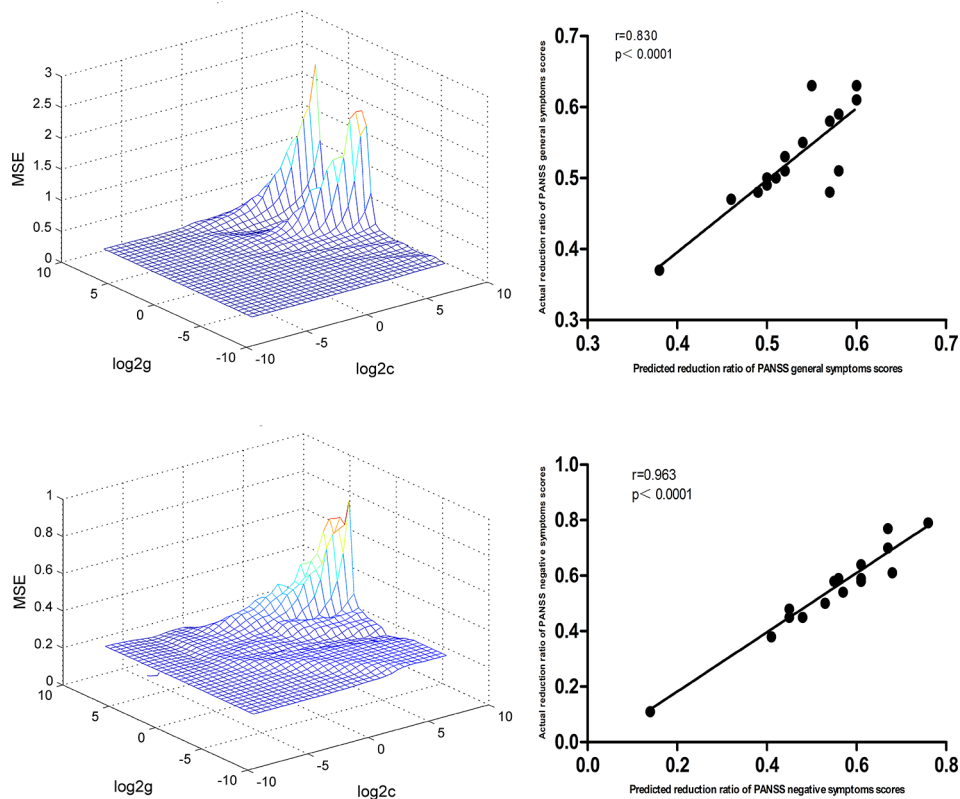 3
2.5
2
1.5
1
0.5
0
MSE
10
5
0
-5
-10
log2g
-10
-5
0
5
10
log2c
r=0.830
p< 0.0001
0.7
0.6
0.5
0.4
0.3
Actual reduction ratio of PANSS general symptoms scores
0.3 0.4 0.5 0.6 0.7
Predicted reduction ratio of PANSS general symptoms scores
1
0.8
0.6
0.4
0.2
0
MSE
10
5
0
-5
-10
log2g
-10
-5
0
5
10
log2c
r=0.963
p< 0.0001
1.0
0.8
0.6
0.4
0.2
0.0
Actual reduction ratio of PANSS negative symptoms scores
0.0 0.2 0.4 0.6 0.8
Predicted reduction ratio of PANSS negative symptoms scores